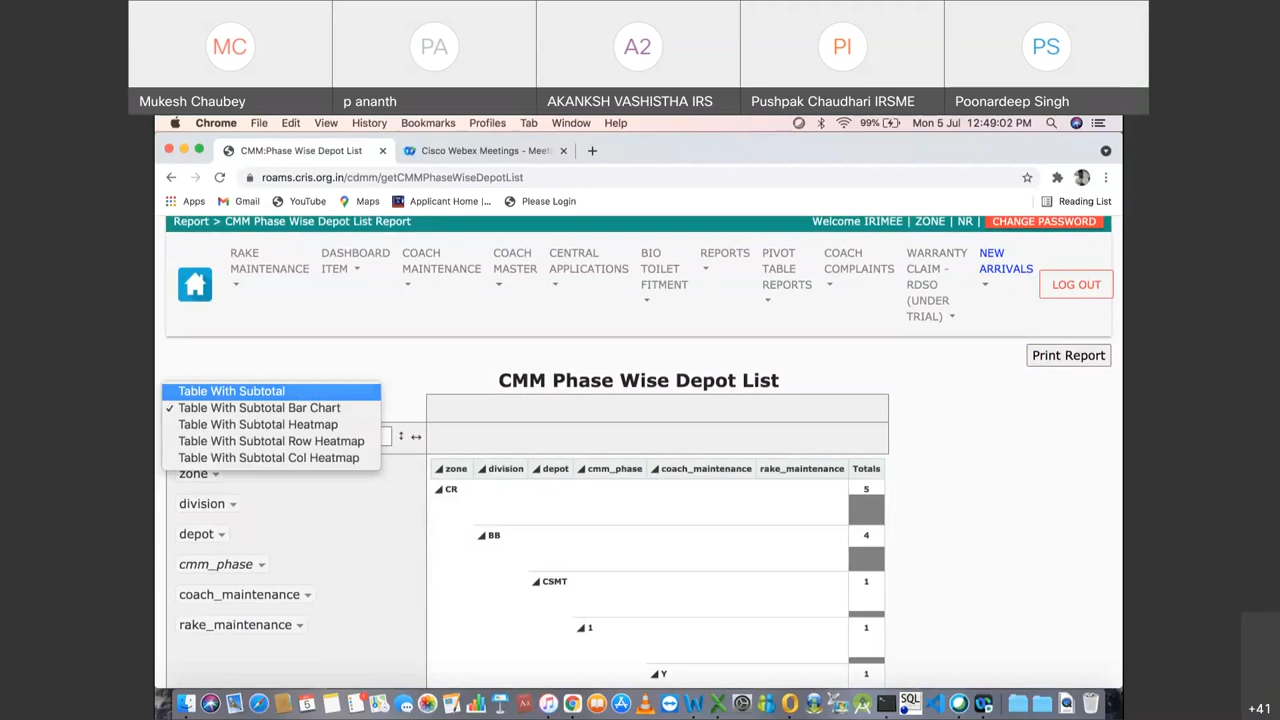 MC
PA
A2
PI
PS
Mukesh Chaubey
p ananth
AKANKSH VASHISTHA IRS
Pushpak Chaudhari IRSME
Poonardeep Singh
Chrome File Edit View History Bookmarks Profiles Tab Window Help 99% Mon 5 Jul 12:49:02 PM
CMM:Phase Wise Depot List
Cisco Webex Meetings - Meet
roams.cris.org.in/cdmm/getCMMPhaseWiseDepotList
Apps Gmail YouTube Maps Applicant Home |... Please Login Reading List
Report > CMM Phase Wise Depot List Report
Welcome IRIMEE | ZONE | NR | CHANGE PASSWORD
RAKE MAINTENANCE
DASHBOARD ITEM
COACH MAINTENANCE
COACH MASTER
CENTRAL APPLICATIONS
BIO TOILET FITMENT
REPORTS
PIVOT TABLE REPORTS
COACH COMPLAINTS
WARRANTY CLAIM - RDSO (UNDER TRIAL)
NEW ARRIVALS
LOG OUT
Print Report
CMM Phase Wise Depot List
Table With Subtotal
✓ Table With Subtotal Bar Chart
Table With Subtotal Heatmap
Table With Subtotal Row Heatmap
Table With Subtotal Col Heatmap
↕ ↔
zone
division
depot
cmm_phase
coach_maintenance
rake_maintenance
zone division depot cmm_phase coach_maintenance rake_maintenance Totals
CR 5
BB 4
CSMT 1
1 1
Y 1
5
SQL
+41